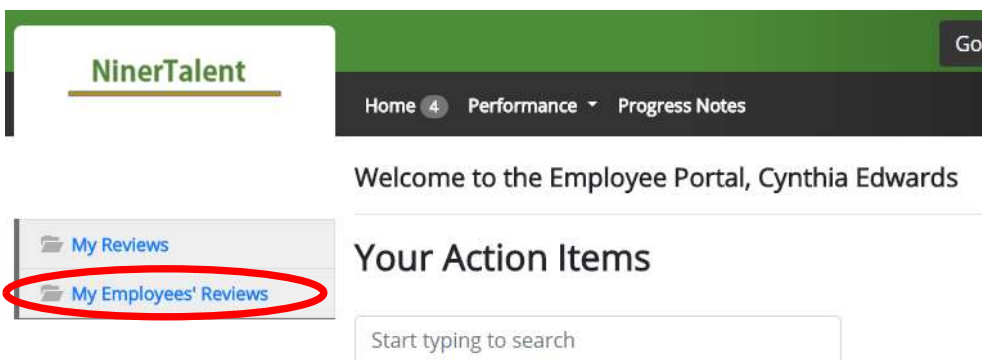 Go
NinerTalent
Home 4 Performance Progress Notes
Welcome to the Employee Portal, Cynthia Edwards
My Reviews
My Employees' Reviews
Your Action Items
Start typing to search